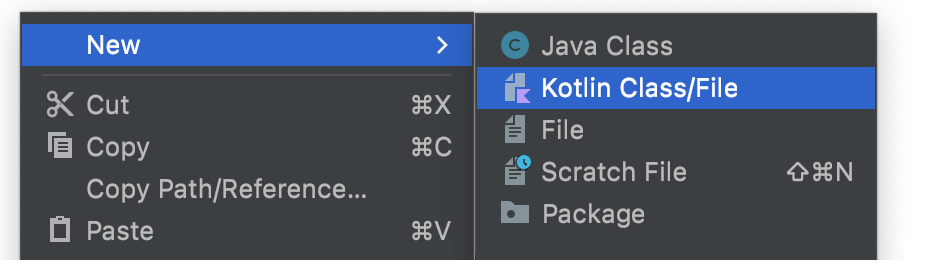 New
Cut ⌘X
Copy ⌘C
Copy Path/Reference...
Paste ⌘V
Java Class
Kotlin Class/File
File
Scratch File ⇧⌘N
Package